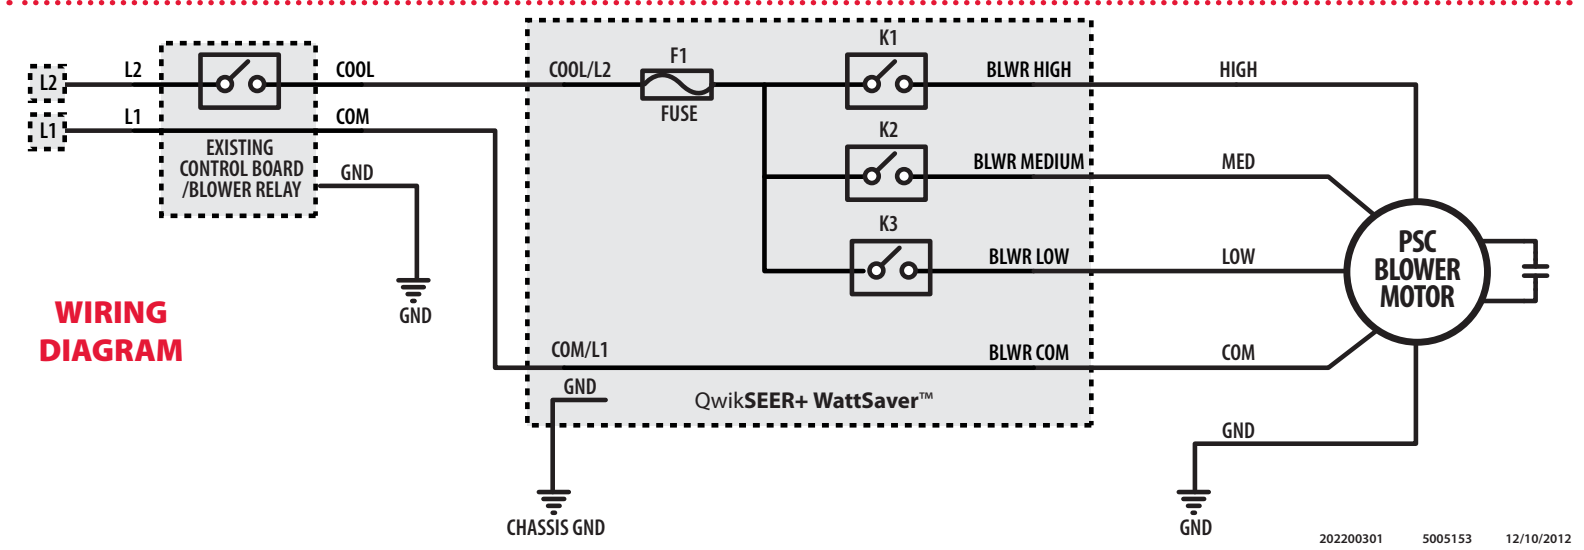 L2
L2
COOL
COOL/L2
F1
FUSE
K1
BLWR HIGH
HIGH
L1
L1
COM
EXISTING
CONTROL BOARD
/BLOWER RELAY
GND
GND
K2
BLWR MEDIUM
MED
K3
BLWR LOW
LOW
PSC
BLOWER
MOTOR
WIRING
DIAGRAM
COM/L1
BLWR COM
COM
GND
QwikSEER+ WattSaver™
CHASSIS GND
GND
GND
202200301 5005153 12/10/2012